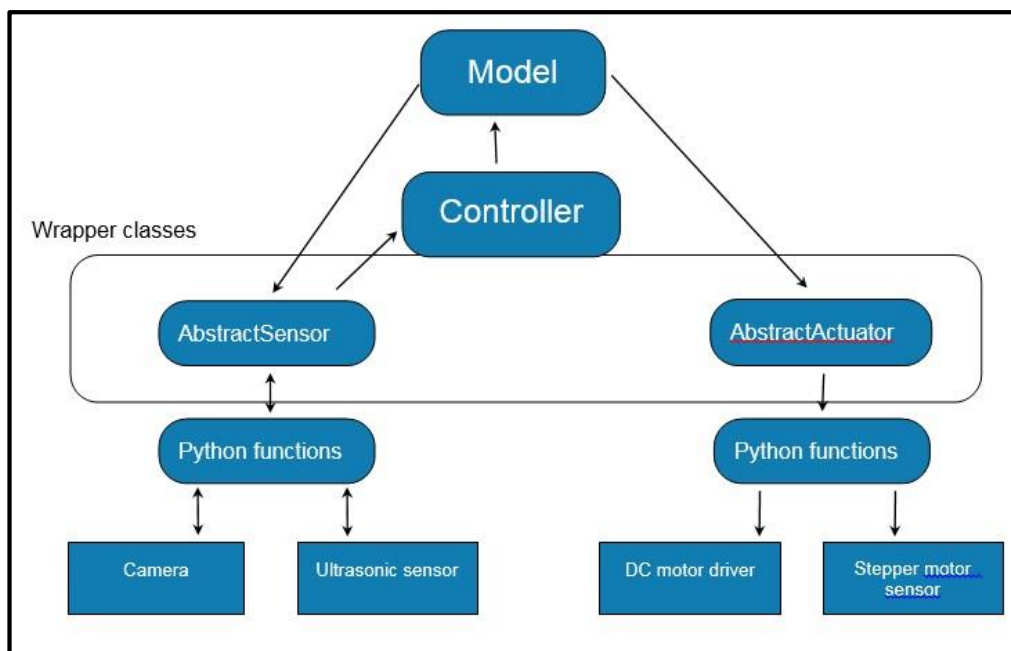 Model
Controller
Wrapper classes
AbstractSensor
AbstractActuator
Python functions
Python functions
Camera
Ultrasonic sensor
DC motor driver
Stepper motor
sensor